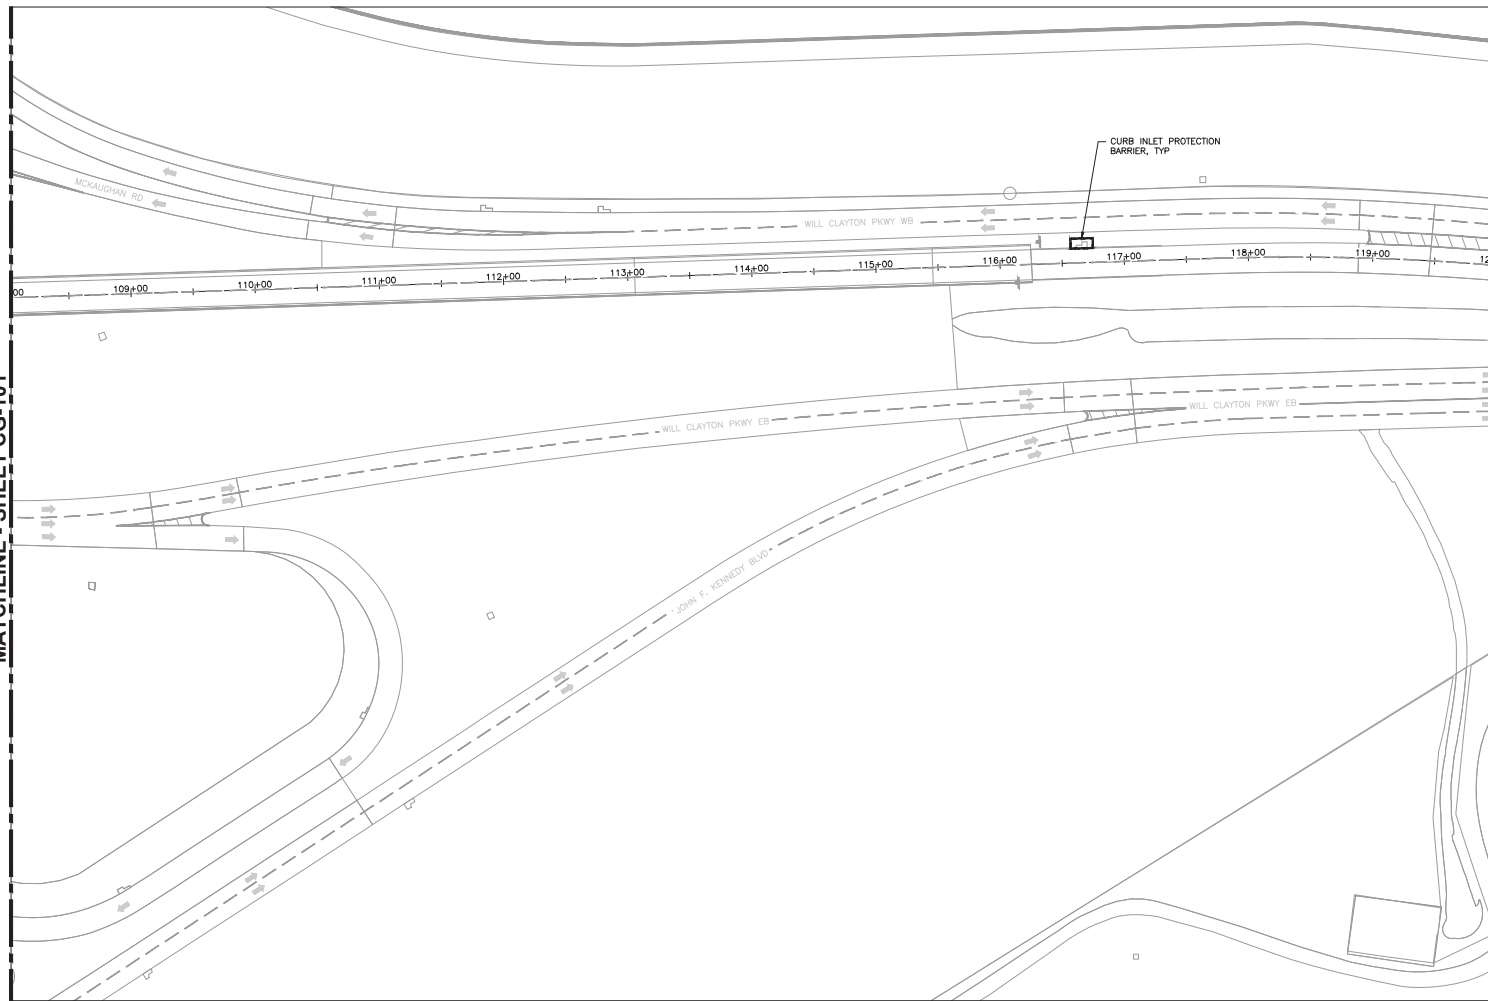 CURB INLET PROTECTION
BARRIER, TYP
MCKAUGHAN RD
WILL CLAYTON PKWY WB
109+00
110+00
111+00
112+00
113+00
114+00
115+00
116+00
117+00
118+00
119+00
WILL CLAYTON PKWY EB
WILL CLAYTON PKWY EB
JOHN F. KENNEDY BLVD